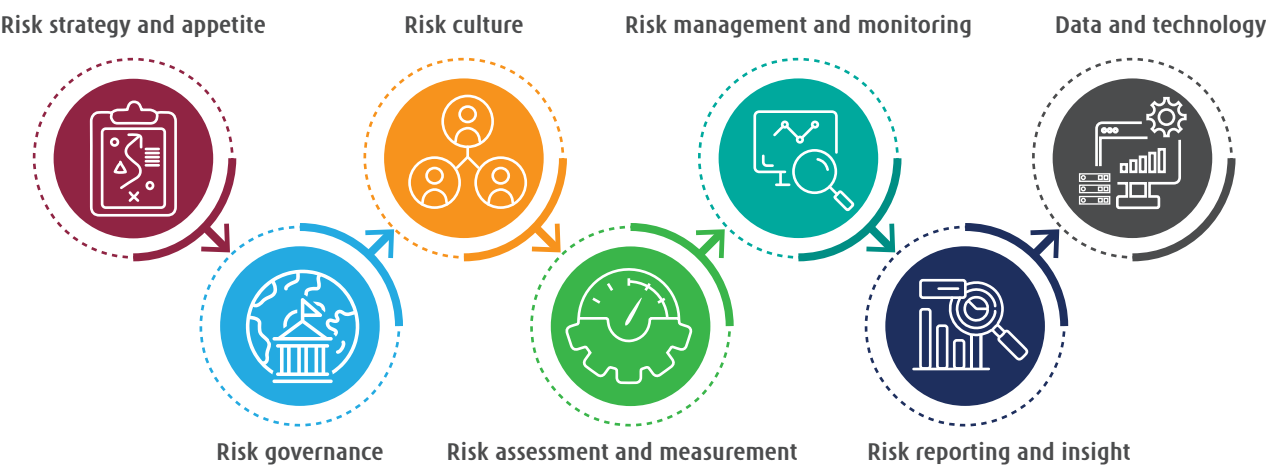 Risk strategy and appetite
Risk culture
Risk management and monitoring
Data and technology
Risk governance
Risk assessment and measurement
Risk reporting and insight